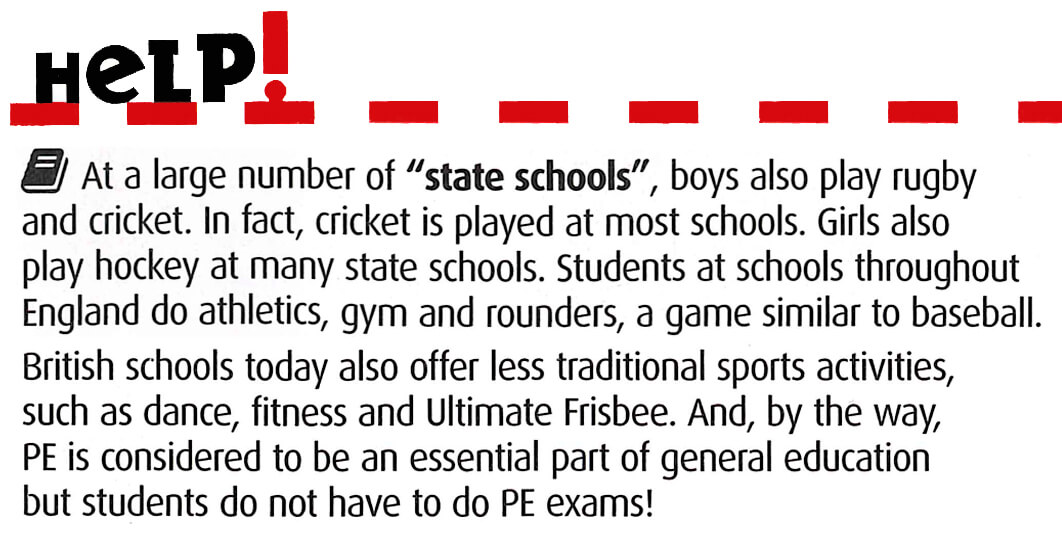 HeLP!
At a large number of “state schools”, boys also play rugby
and cricket. In fact, cricket is played at most schools. Girls also
play hockey at many state schools. Students at schools throughout
England do athletics, gym and rounders, a game similar to baseball.
British schools today also offer less traditional sports activities,
such as dance, fitness and Ultimate Frisbee. And, by the way,
PE is considered to be an essential part of general education
but students do not have to do PE exams!